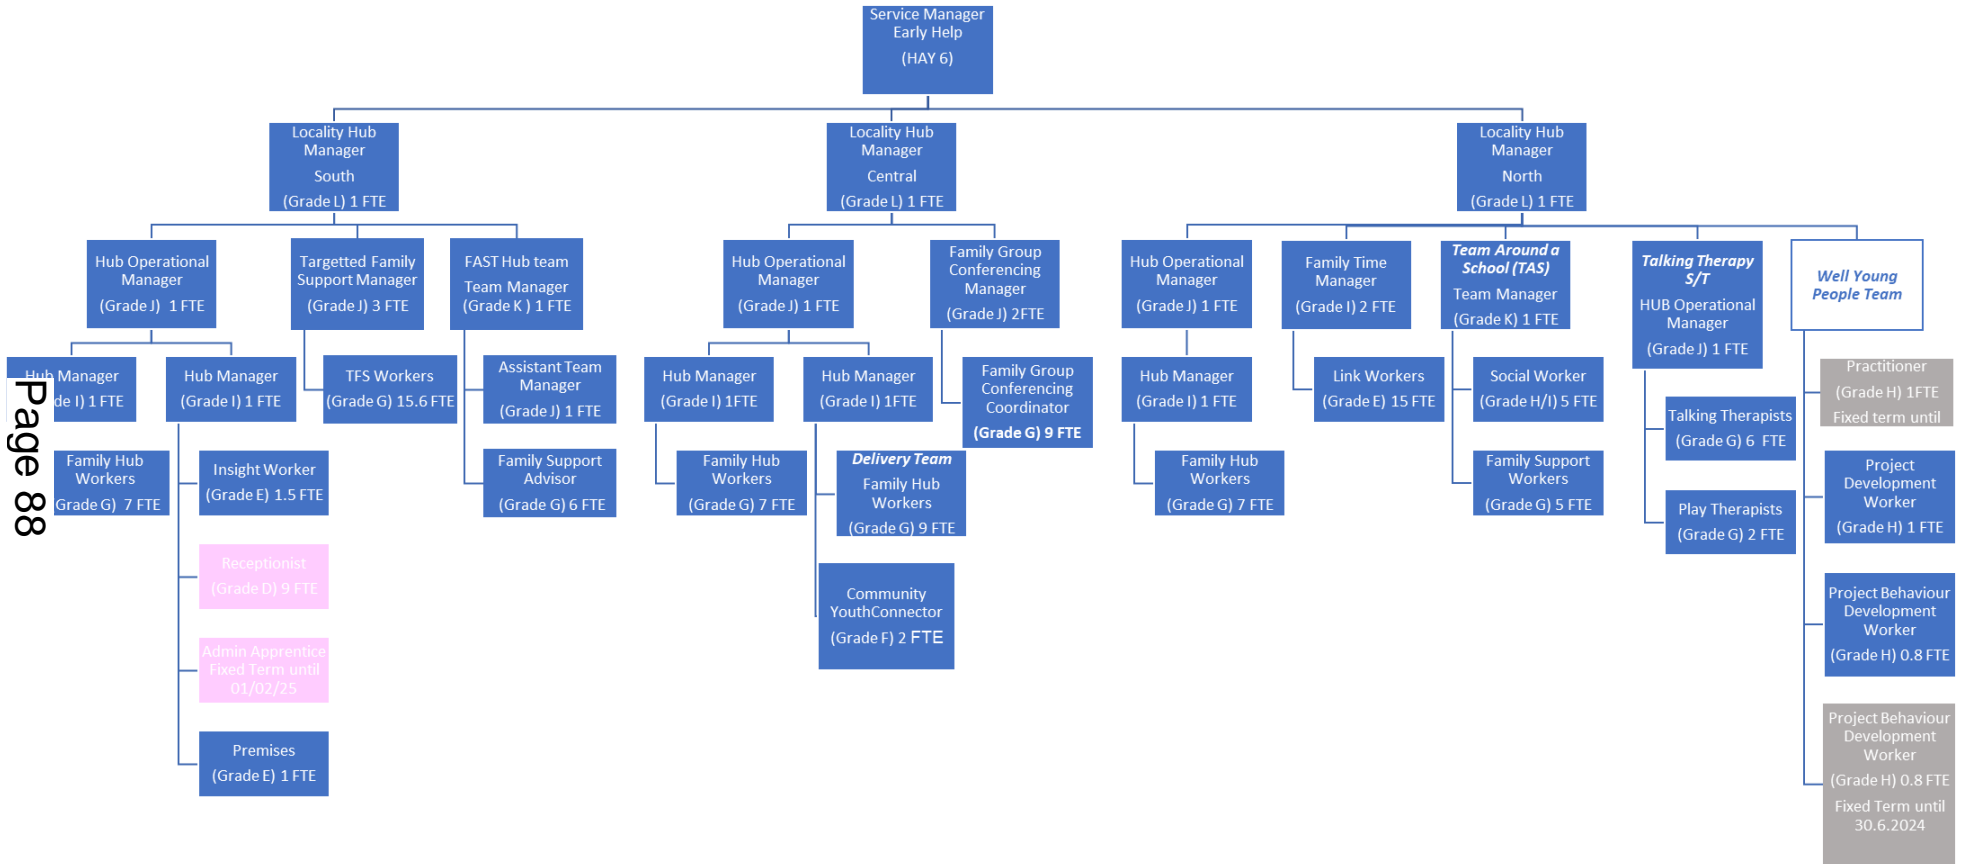 Service Manager
Early Help
(HAY 6)
Locality Hub
Manager
South
(Grade L) 1 FTE
Locality Hub
Manager
Central
(Grade L) 1 FTE
Locality Hub
Manager
North
(Grade L) 1 FTE
Hub Operational
Manager
(Grade J) 1 FTE
Targetted Family
Support Manager
(Grade J) 3 FTE
FAST Hub team
Team Manager
(Grade K ) 1 FTE
Hub Operational
Manager
(Grade J) 1 FTE
Family Group
Conferencing
Manager
(Grade J) 2FTE
Hub Operational
Manager
(Grade J) 1 FTE
Family Time
Manager
(Grade I) 2 FTE
Team Around a
School (TAS)
Team Manager
(Grade K) 1 FTE
Talking Therapy
S/T
HUB Operational
Manager
(Grade J) 1 FTE
Well Young
People Team
Hub Manager
de I) 1 FTE
Hub Manager
(Grade I) 1 FTE
TFS Workers
(Grade G) 15.6 FTE
Assistant Team
Manager
(Grade J) 1 FTE
Hub Manager
(Grade I) 1FTE
Hub Manager
(Grade I) 1FTE
Family Group
Conferencing
Coordinator
(Grade G) 9 FTE
Hub Manager
(Grade I) 1 FTE
Link Workers
(Grade E) 15 FTE
Social Worker
(Grade H/I) 5 FTE
Talking Therapists
(Grade G) 6 FTE
Practitioner
(Grade H) 1FTE
Fixed term until
Page 88
Family Hub
Workers
Grade G) 7 FTE
Insight Worker
(Grade E) 1.5 FTE
Family Support
Advisor
(Grade G) 6 FTE
Family Hub
Workers
(Grade G) 7 FTE
Delivery Team
Family Hub
Workers
(Grade G) 9 FTE
Family Hub
Workers
(Grade G) 7 FTE
Family Support
Workers
(Grade G) 5 FTE
Play Therapists
(Grade G) 2 FTE
Project
Development
Worker
(Grade H) 1 FTE
Receptionist
(Grade D) 9 FTE
Community
YouthConnector
(Grade F) 2 FTE
Project Behaviour
Development
Worker
(Grade H) 0.8 FTE
Admin Apprentice
Fixed Term until
01/02/25
Premises
(Grade E) 1 FTE
Project Behaviour
Development
Worker
(Grade H) 0.8 FTE
Fixed Term until
30.6.2024